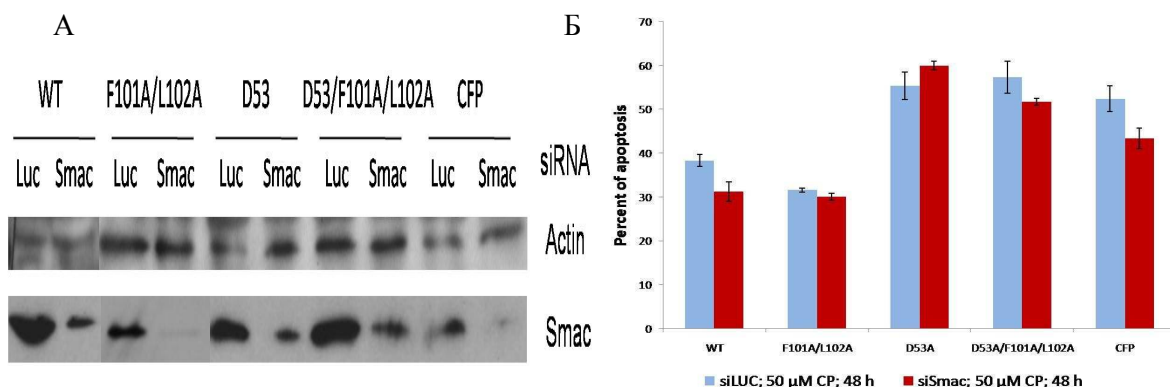 А
Б
WT F101A/L102A D53 D53/F101A/L102A CFP
Luc Smac Luc Smac Luc Smac Luc Smac Luc Smac
siRNA
Actin
Smac
Percent of apoptosis
70
60
50
40
30
20
10
0
WT F101A/L102A D53A D53A/F101A/L102A CFP
siLUC; 50 µM CP; 48 h siSmac; 50 µM CP; 48 h